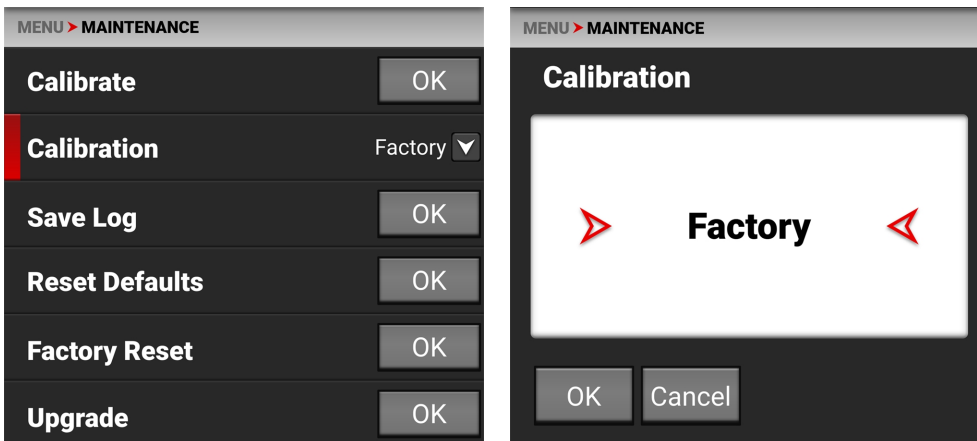 MENU > MAINTENANCE
Calibrate OK
Calibration Factory
Save Log OK
Reset Defaults OK
Factory Reset OK
Upgrade OK
MENU > MAINTENANCE
Calibration
Factory
OK Cancel